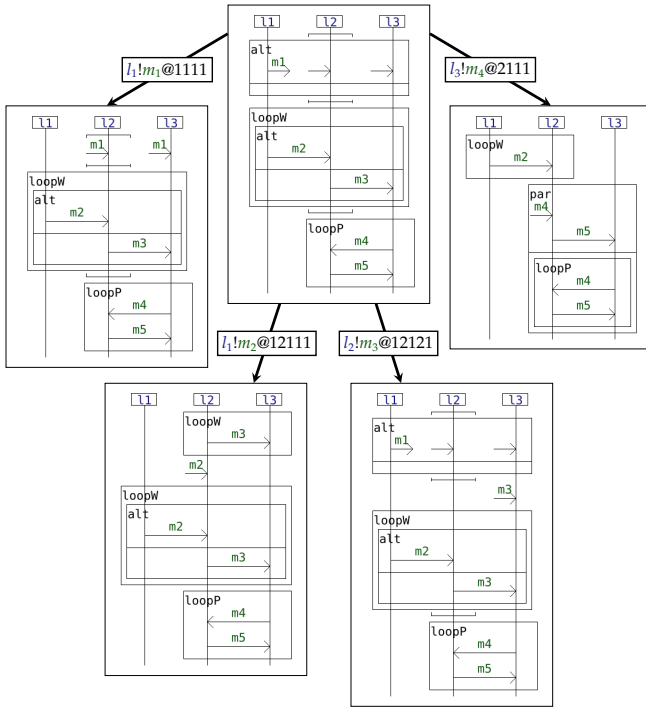 l1 l2 l3
alt
m1
loopW
alt
m2
m3
loopP
m4
m5
l₁!m₁@1111
l₃!m₄@2111
l1 l2 l3
m1 m1
loopW
alt
m2
m3
loopP
m4
m5
l1 l2 l3
loopW
m2
par
m4
m5
loopP
m4
m5
l₁!m₂@12111
l₂!m₃@12121
l1 l2 l3
loopW
m3
m2
loopW
alt
m2
m3
loopP
m4
m5
l1 l2 l3
alt
m1
m3
loopW
alt
m2
m3
loopP
m4
m5